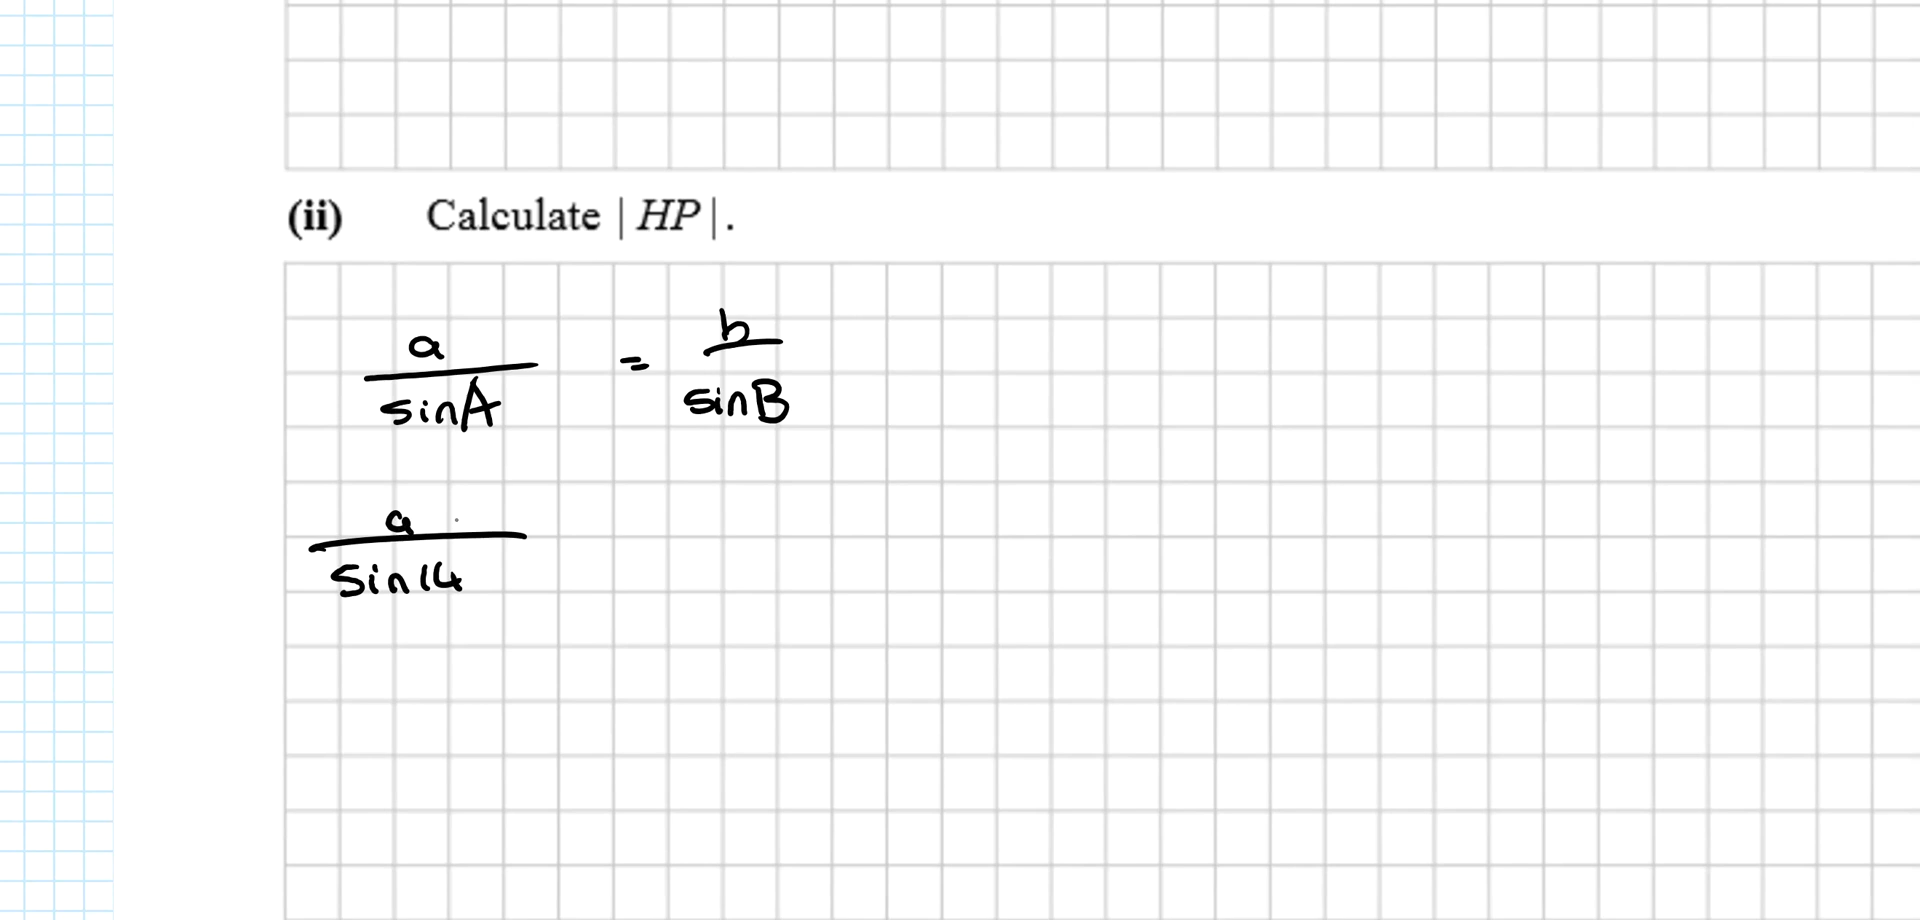 (ii) Calculate | HP |.
a/sinA = b/sinB
a/sin14